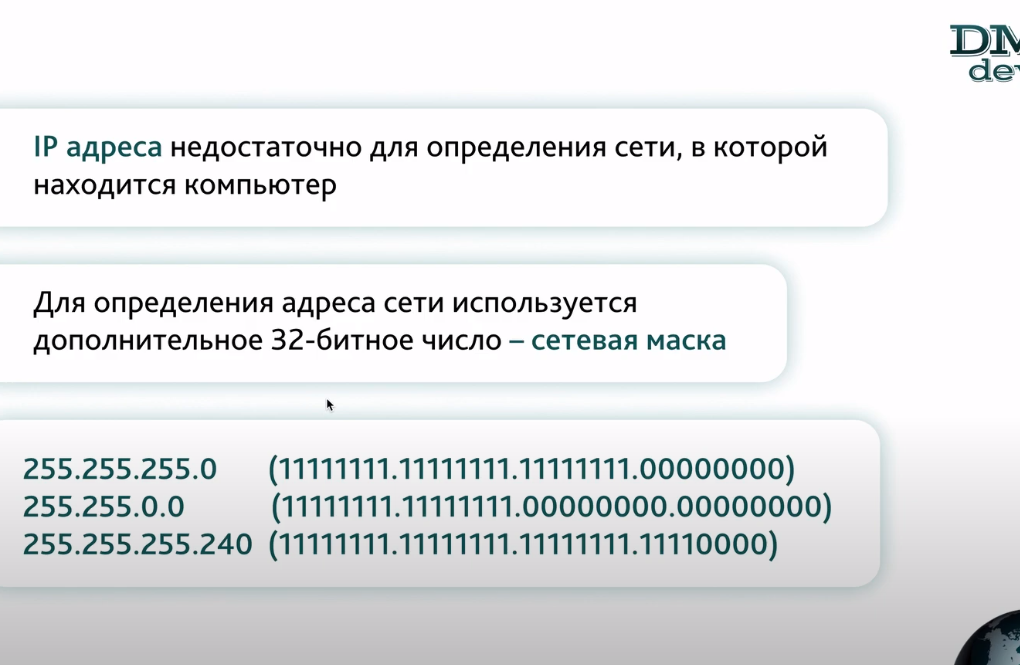 DM
dev
IP адреса недостаточно для определения сети, в которой
находится компьютер
Для определения адреса сети используется
дополнительное 32-битное число – сетевая маска
255.255.255.0 (11111111.11111111.11111111.00000000)
255.255.0.0 (11111111.11111111.00000000.00000000)
255.255.255.240 (11111111.11111111.11111111.11110000)